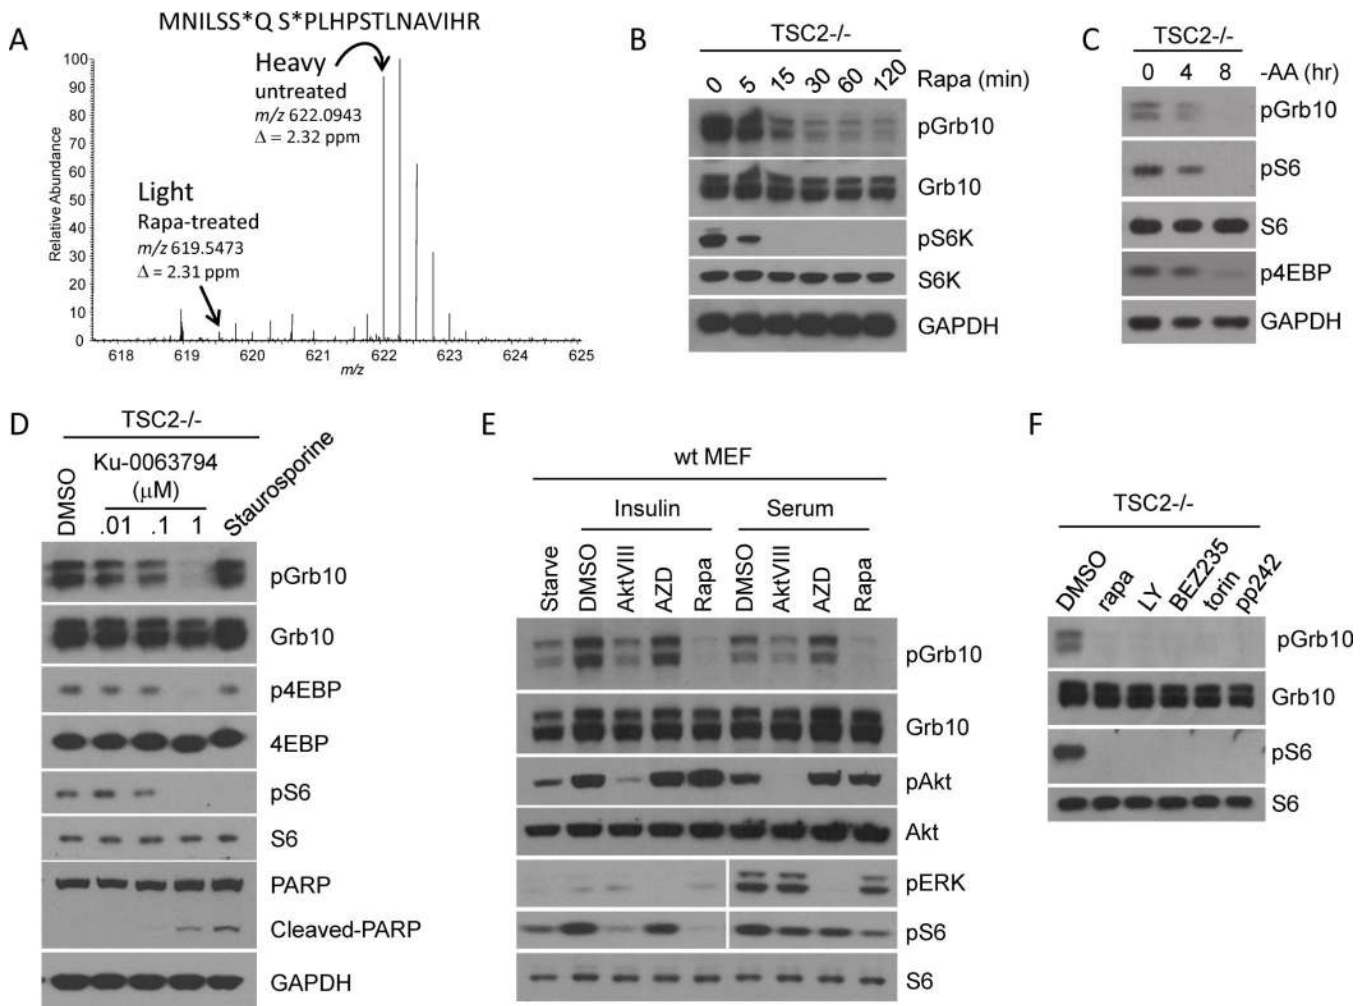 MNILSS*Q S*PLHPSTLNAVIHR
A
Heavy
untreated
m/z 622.0943
Δ = 2.32 ppm
Light
Rapa-treated
m/z 619.5473
Δ = 2.31 ppm
Relative Abundance
100
90
80
70
60
50
40
30
20
10
0
618 619 620 621 622 623 624 625
m/z
B
TSC2-/-
0 5 15 30 60 120 Rapa (min)
pGrb10
Grb10
pS6K
S6K
GAPDH
C
TSC2-/-
0 4 8 -AA (hr)
pGrb10
pS6
S6
p4EBP
GAPDH
D
TSC2-/-
DMSO
Ku-0063794
(μM)
.01 .1 1
Staurosporine
pGrb10
Grb10
p4EBP
4EBP
pS6
S6
PARP
Cleaved-PARP
GAPDH
E
wt MEF
Insulin Serum
Starve DMSO AktVIII AZD Rapa DMSO AktVIII AZD Rapa
pGrb10
Grb10
pAkt
Akt
pERK
pS6
S6
F
TSC2-/-
DMSO rapa LY BEZ235 torin pp242
pGrb10
Grb10
pS6
S6